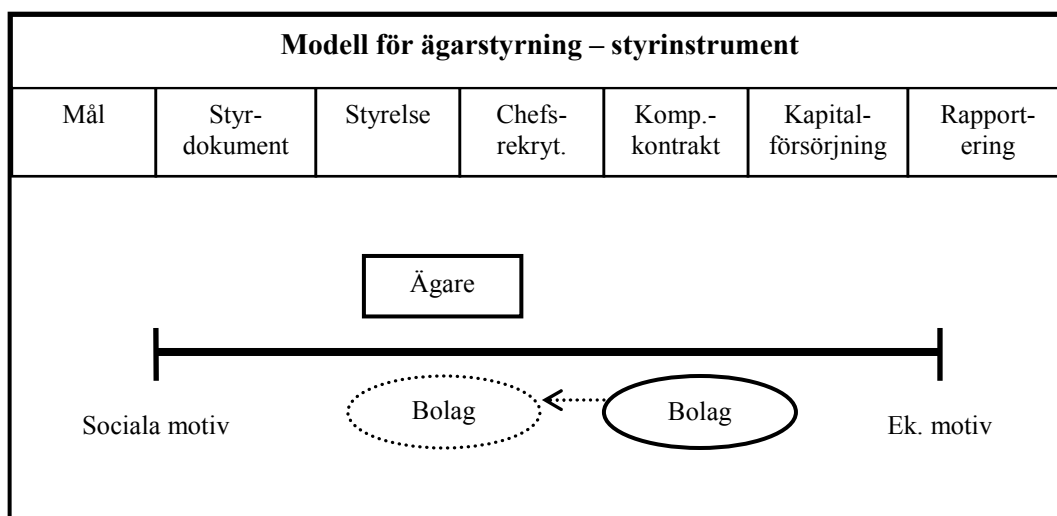 Modell för ägarstyrning – styrinstrument
Mål
Styr-
dokument
Styrelse
Chefs-
rekryt.
Komp.-
kontrakt
Kapital-
försörjning
Rapport-
ering
Ägare
Bolag
Bolag
Sociala motiv
Ek. motiv